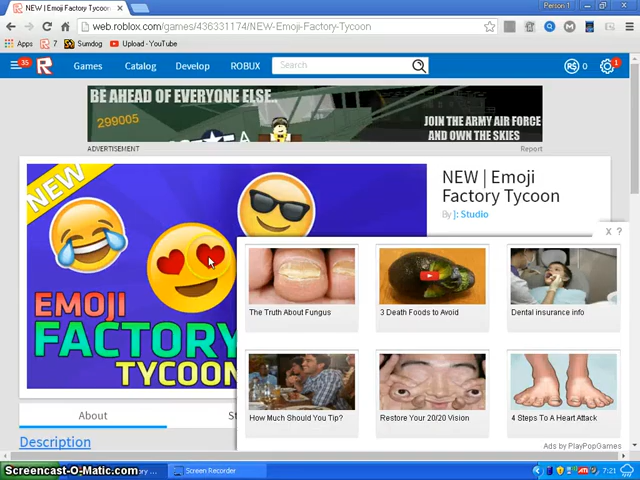 NEW | Emoji Factory Tycoon
Person 1
web.roblox.com/games/436331174/NEW-Emoji-Factory-Tycoon
Apps
Sumdog
Upload - YouTube
35
Games
Catalog
Develop
ROBUX
Search
R$ 0
1
BE AHEAD OF EVERYONE ELSE..
299005
JOIN THE ARMY AIR FORCE
AND OWN THE SKIES
ADVERTISEMENT
Report
NEW
EMOJI
FACTORY
TYCOON
NEW | Emoji
Factory Tycoon
By ]: Studio
X ?
The Truth About Fungus
3 Death Foods to Avoid
Dental insurance info
How Much Should You Tip?
Restore Your 20/20 Vision
4 Steps To A Heart Attack
Ads by PlayPopGames
About
St
Description
Screencast-O-Matic.com
ory ...
Screen Recorder
7:21